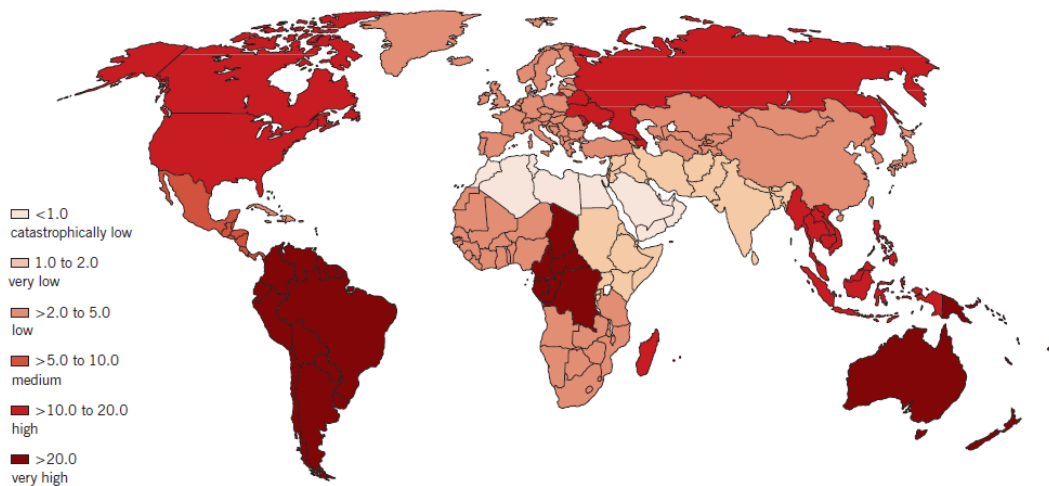 <1.0
catastrophically low
1.0 to 2.0
very low
>2.0 to 5.0
low
>5.0 to 10.0
medium
>10.0 to 20.0
high
>20.0
very high